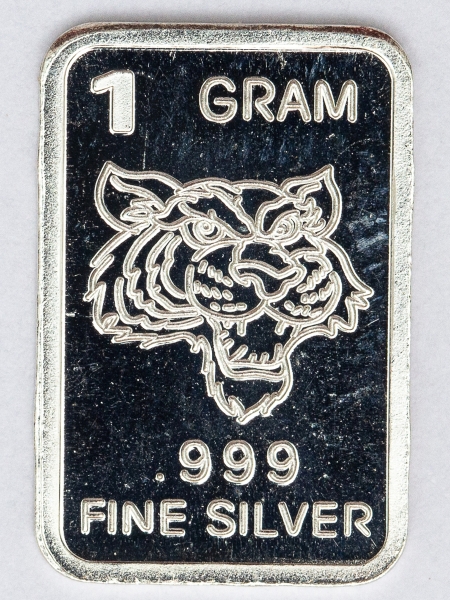 1 GRAM
.999
FINE SILVER